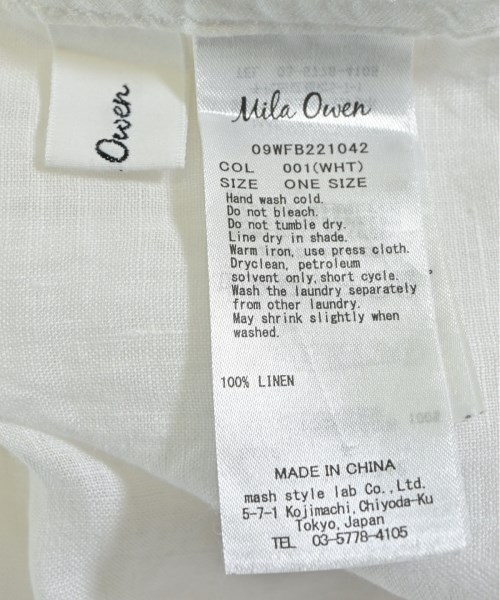 Owen
Mila Owen
09WFB221042
COL 001(WHT)
SIZE ONE SIZE
Hand wash cold.
Do not bleach.
Do not tumble dry.
Line dry in shade.
Warm iron, use press cloth.
Dryclean, petroleum
solvent only, short cycle.
Wash the laundry separately
from other laundry.
May shrink slightly when
washed.
100% LINEN
MADE IN CHINA
mash style lab Co.,Ltd.
5-7-1 Kojimachi,Chiyoda-Ku
Tokyo,Japan
TEL 03-5778-4105